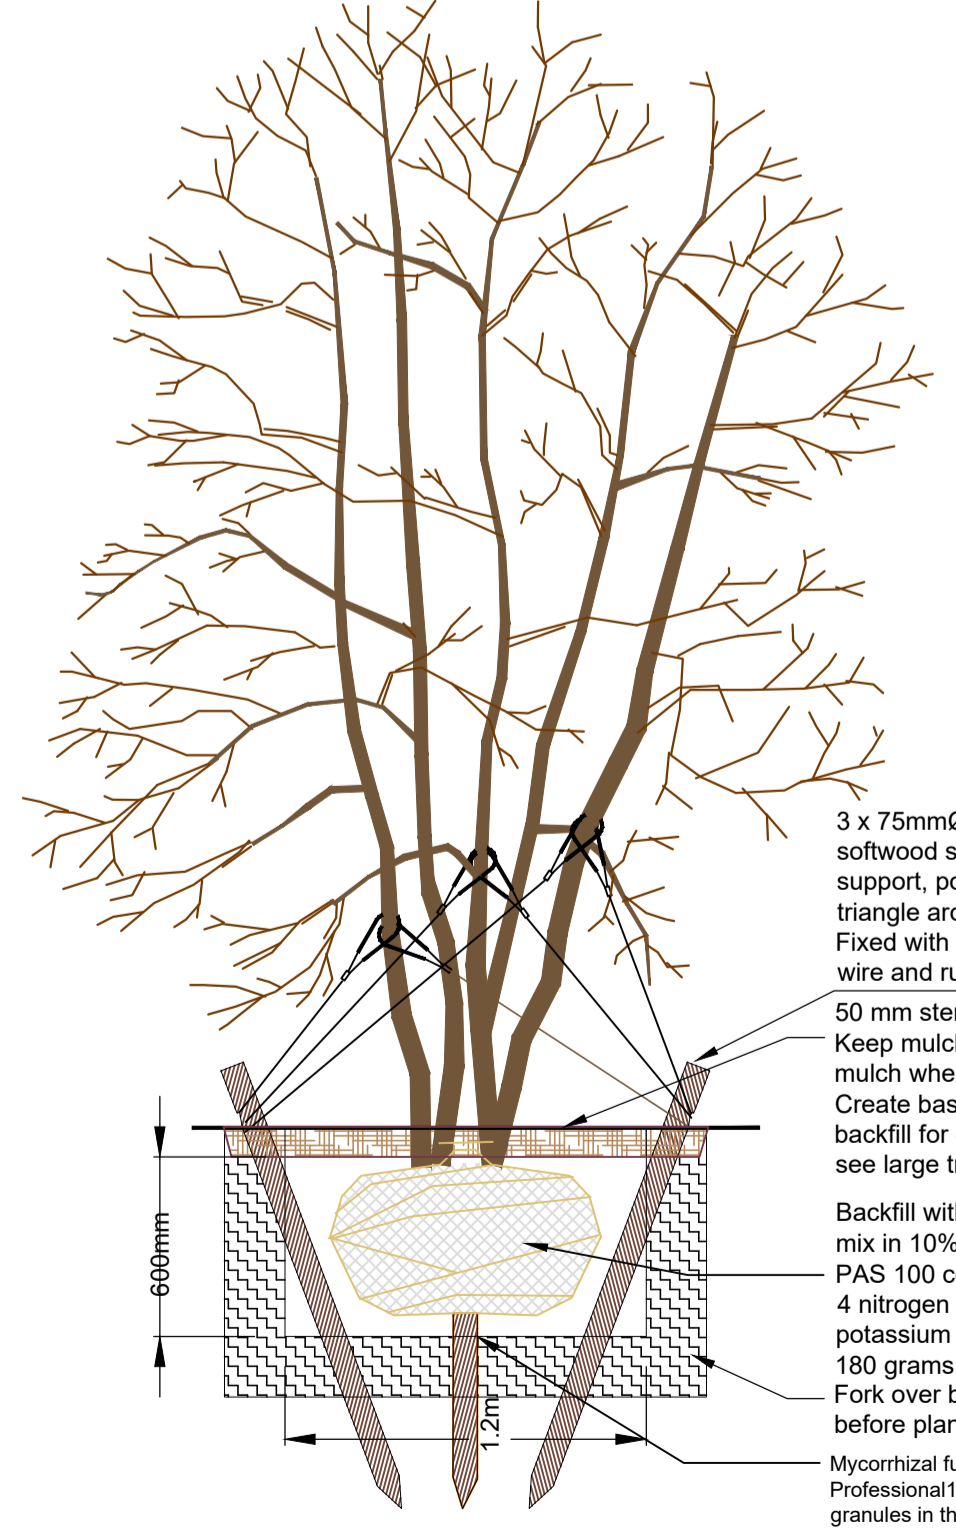 3 x 75mmØ
softwood s
support, po
triangle aro
Fixed with
wire and ru
50 mm ster
Keep mulch
mulch whe
Create bas
backfill for
see large tr
Backfill with
mix in 10%
PAS 100 c
4 nitrogen
potassium
180 grams
Fork over b
before plan
Mycorrhizal fu
Professional1
granules in th
600mm
1.2m